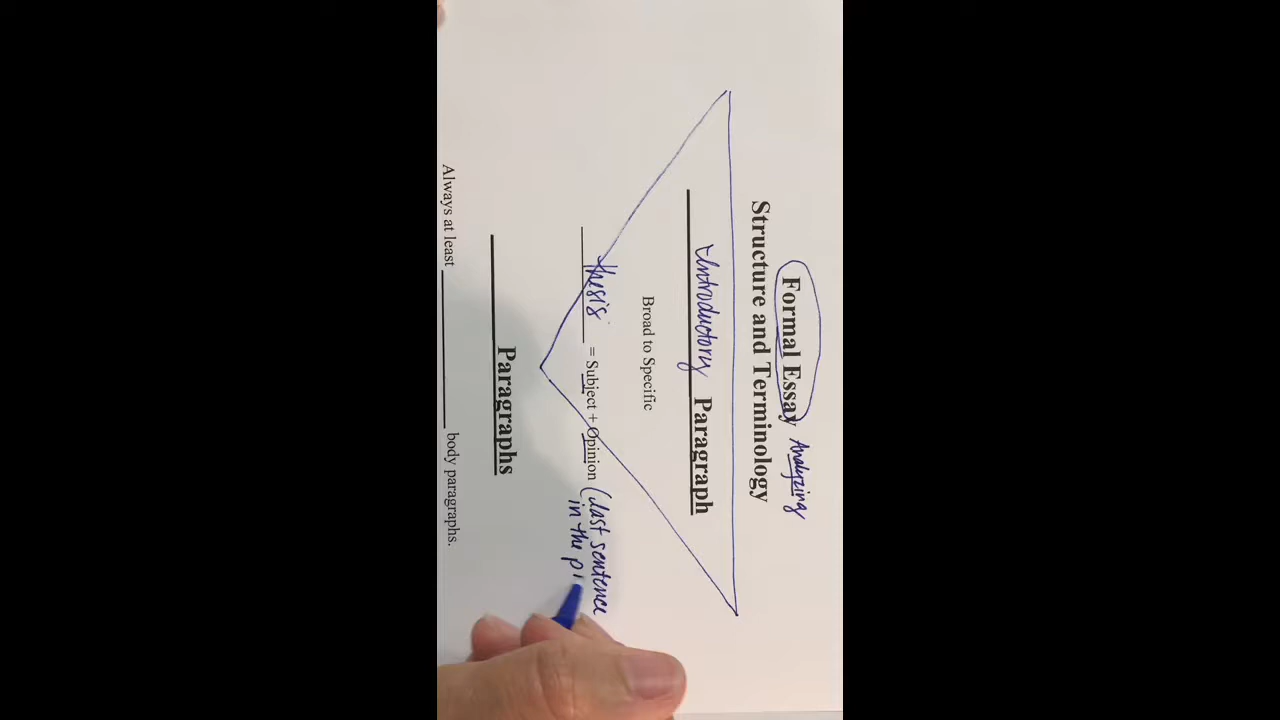 Formal Essay Analyzing
Structure and Terminology
Introductory Paragraph
Broad to Specific
thesis = Subject + Opinion (last sentence
in the
Paragraphs
Always at least ________ body paragraphs.